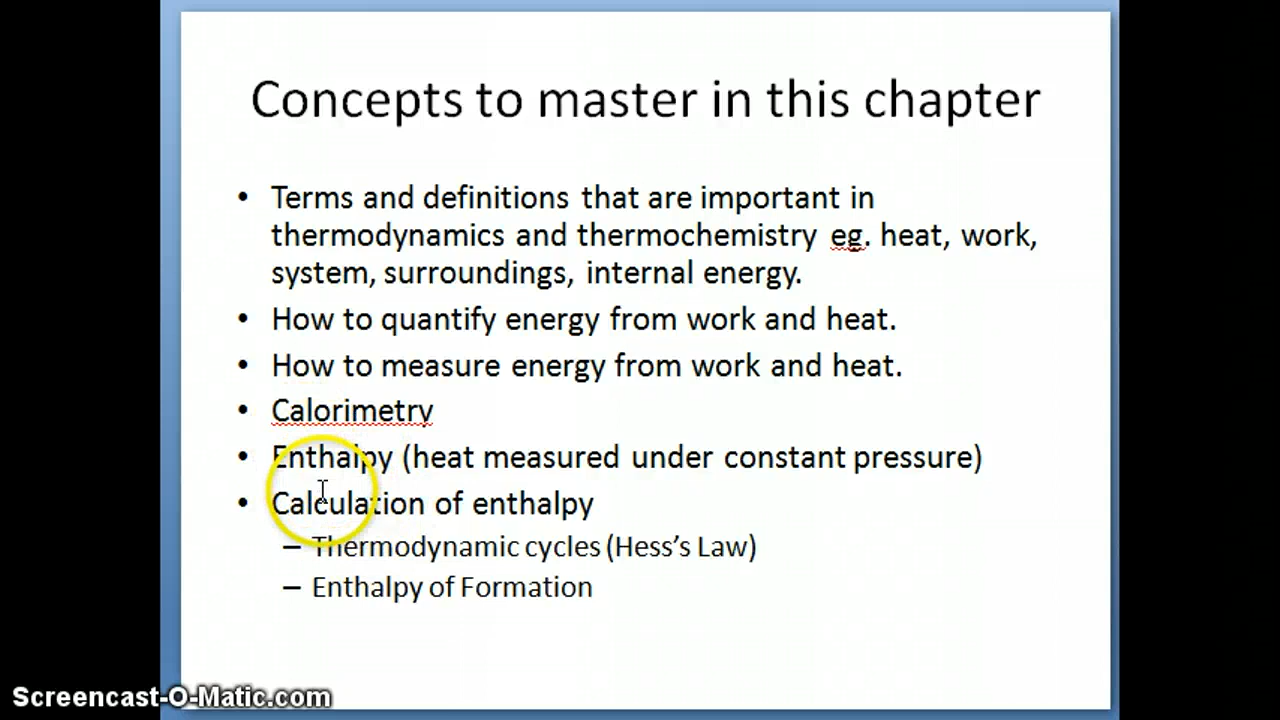 Concepts to master in this chapter
• Terms and definitions that are important in
thermodynamics and thermochemistry eg. heat, work,
system, surroundings, internal energy.
• How to quantify energy from work and heat.
• How to measure energy from work and heat.
• Calorimetry
• Enthalpy (heat measured under constant pressure)
• Calculation of enthalpy
– Thermodynamic cycles (Hess's Law)
– Enthalpy of Formation
Screencast-O-Matic.com